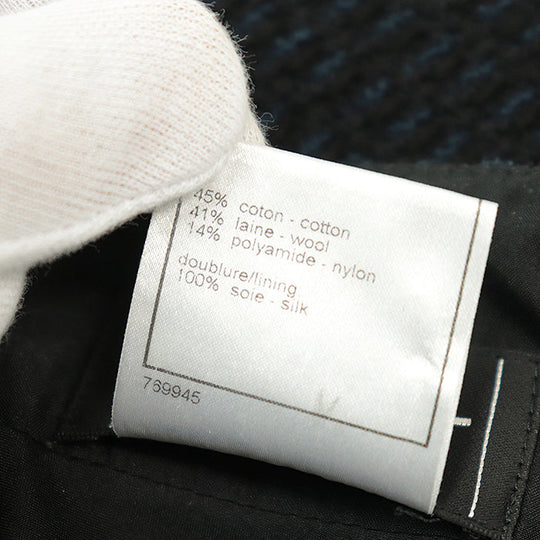 45% coton - cotton
41% laine - wool
14% polyamide - nylon
doublure/lining
100% soie - silk
769945